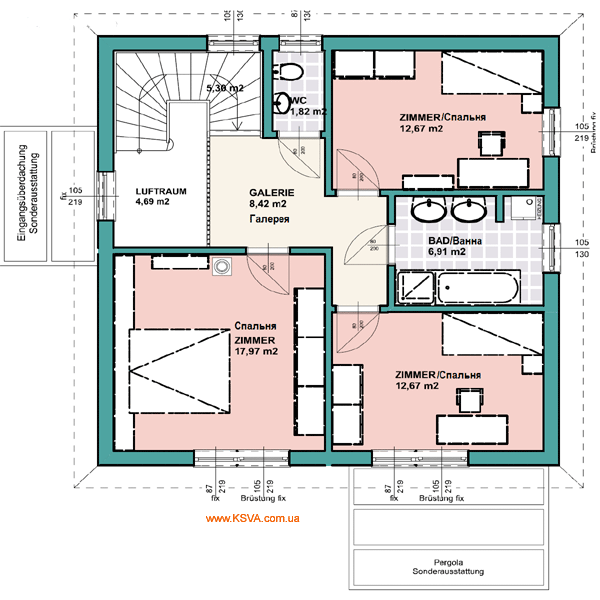 105
130
87
130
5,30 m2
WC
1,82 m2
80
200
ZIMMER/Спальня
12,67 m2
105
219
Brüstung fix
Eingangsüberdachung
Sonderausstattung
fix
105
219
LUFTRAUM
4,69 m2
GALERIE
8,42 m2
Галерея
80
200
HEIZUNG
BAD/Ванна
6,91 m2
80
200
105
130
80
200
80
200
Спальня
ZIMMER
17,97 m2
ZIMMER/Спальня
12,67 m2
87
219
fix
105
219
Brüstung fix
87
219
fix
105
219
Brüstung fix
www.KSVA.com.ua
Pergola
Sonderausstattung